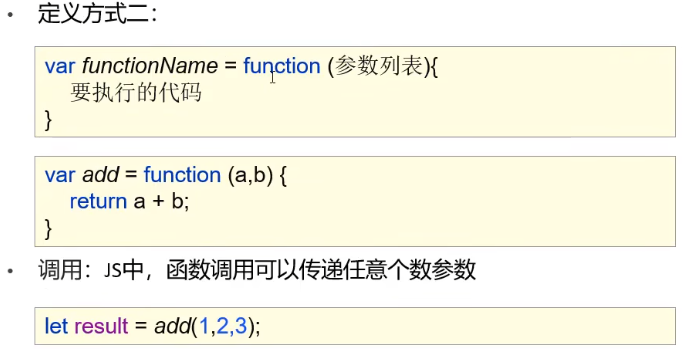 • 定义方式二：
var functionName = function (参数列表){
要执行的代码
}
var add = function (a,b) {
return a + b;
}
• 调用：JS中，函数调用可以传递任意个数参数
let result = add(1,2,3);